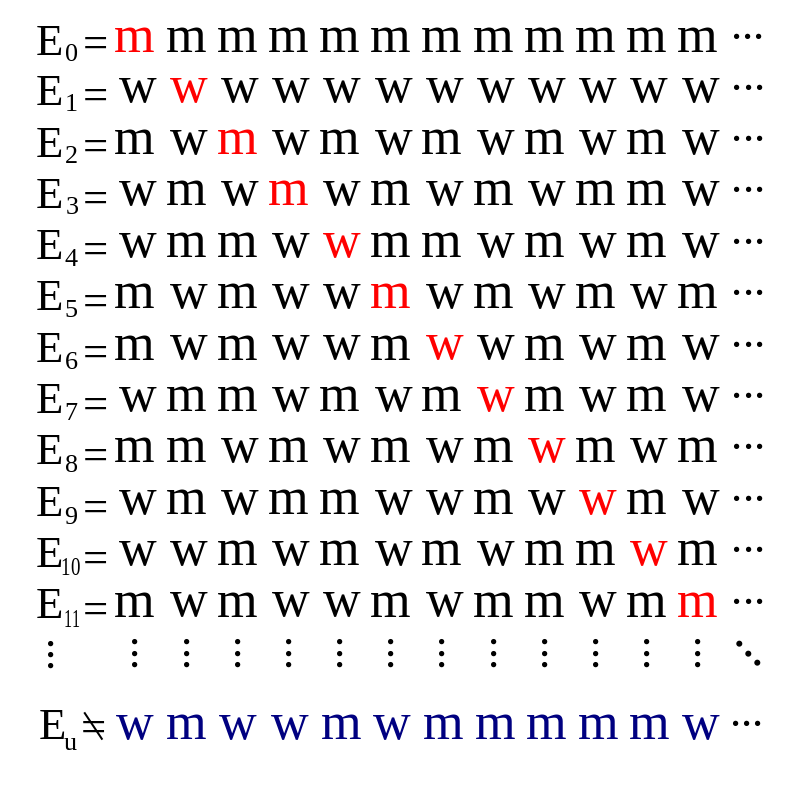 E₀ = m m m m m m m m m m m m ...
E₁ = w w w w w w w w w w w w ...
E₂ = m w m w m w m w m w m w ...
E₃ = w m w m w m w m w m m w ...
E₄ = w m m w w m m w m w m w ...
E₅ = m w m w w m w m w m w m ...
E₆ = m w m w w m w w m w m w ...
E₇ = w m m w m w m w m w m w ...
E₈ = m m w m w m w m w m w m ...
E₉ = w m w m m w w m w w m w ...
E₁₀ = w w m w m w m w m m w m ...
E₁₁ = m w m w w m w m m w m m ...
⋮ ⋮ ⋮ ⋮ ⋮ ⋮ ⋮ ⋮ ⋮ ⋮ ⋮ ⋮ ⋮ ⋱
Eᵤ ≠ w m w w m w m m m m m w ...